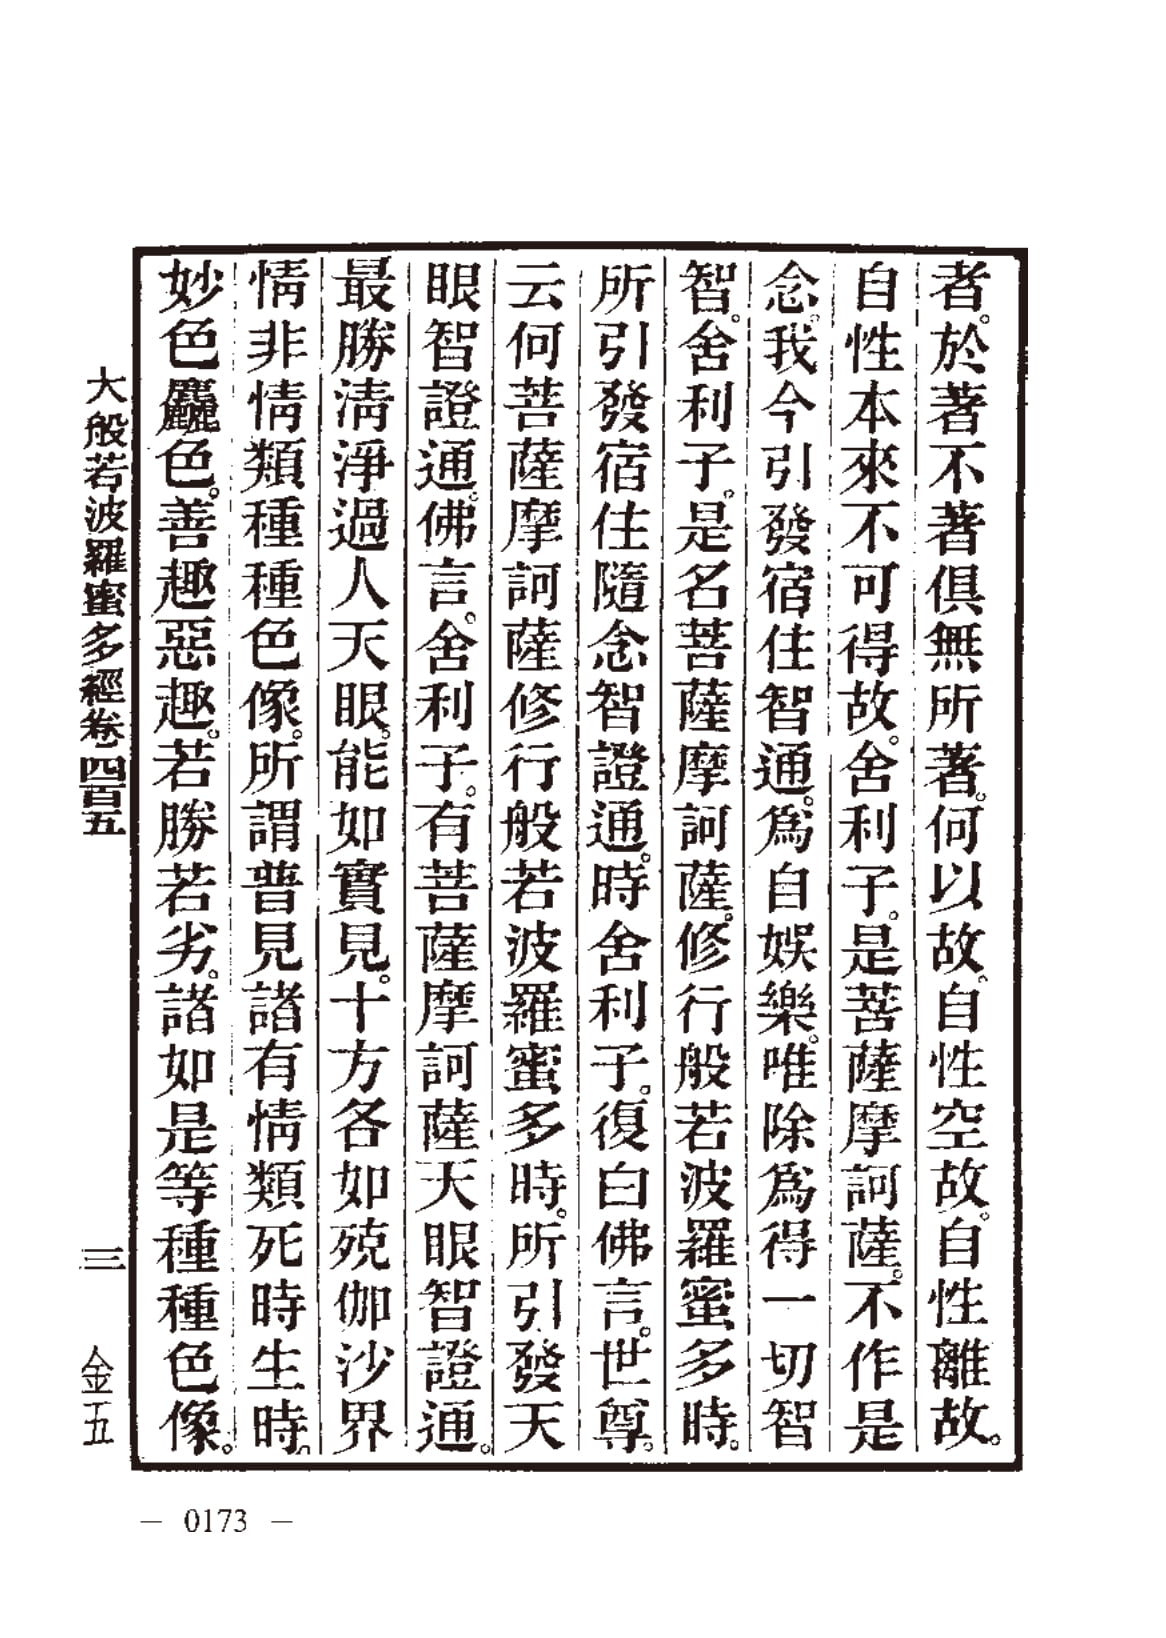 者。於著不著俱無所著。何以故。自性空故。自性離故。
自性本來不可得故。舍利子。是菩薩摩訶薩。不作是
念。我今引發宿住智通。爲自娛樂。唯除爲得一切智
智。舍利子。是名菩薩摩訶薩。修行般若波羅蜜多時。
所引發宿住隨念智證通。時舍利子。復白佛言。世尊。
云何菩薩摩訶薩修行般若波羅蜜多時。所引發天
眼智證通。佛言。舍利子。有菩薩摩訶薩天眼智證通。
最勝淸淨過人天眼。能如實見。十方各如殑伽沙界
情非情類種種色像。所謂普見諸有情類死時生時。
妙色麤色。善趣惡趣。若勝若劣。諸如是等種種色像。
大般若波羅蜜多經卷四百五 三 金五
— 0173 —